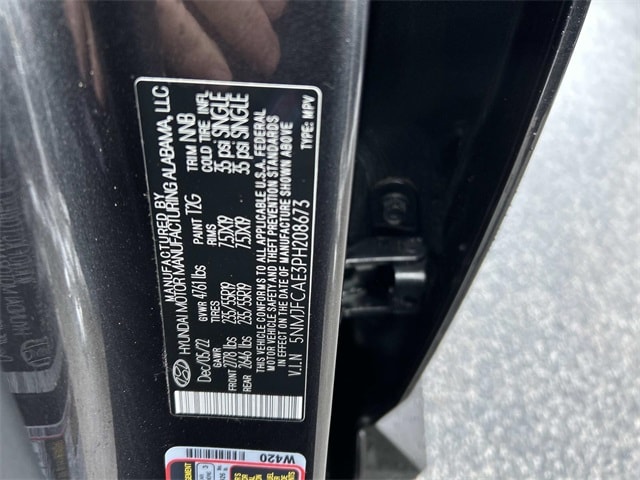 MANUFACTURED BY
HYUNDAI MOTOR MANUFACTURING ALABAMA, LLC
Dec/05/22 GVWR 4761 lbs PAINT T2G TRIM NNB
GAWR TIRES RIMS COLD TIRE INFL
FRONT 2778 lbs 235/55R19 7.5JX19 35 psi SINGLE
REAR 2646 lbs 235/55R19 7.5JX19 35 psi SINGLE
THIS VEHICLE CONFORMS TO ALL APPLICABLE U.S.A. FEDERAL
MOTOR VEHICLE SAFETY AND THEFT PREVENTION STANDARDS
IN EFFECT ON THE DATE OF MANUFACTURE SHOWN ABOVE
V.I.N 5NMJFCAE3PH208673 TYPE: MPV
W420